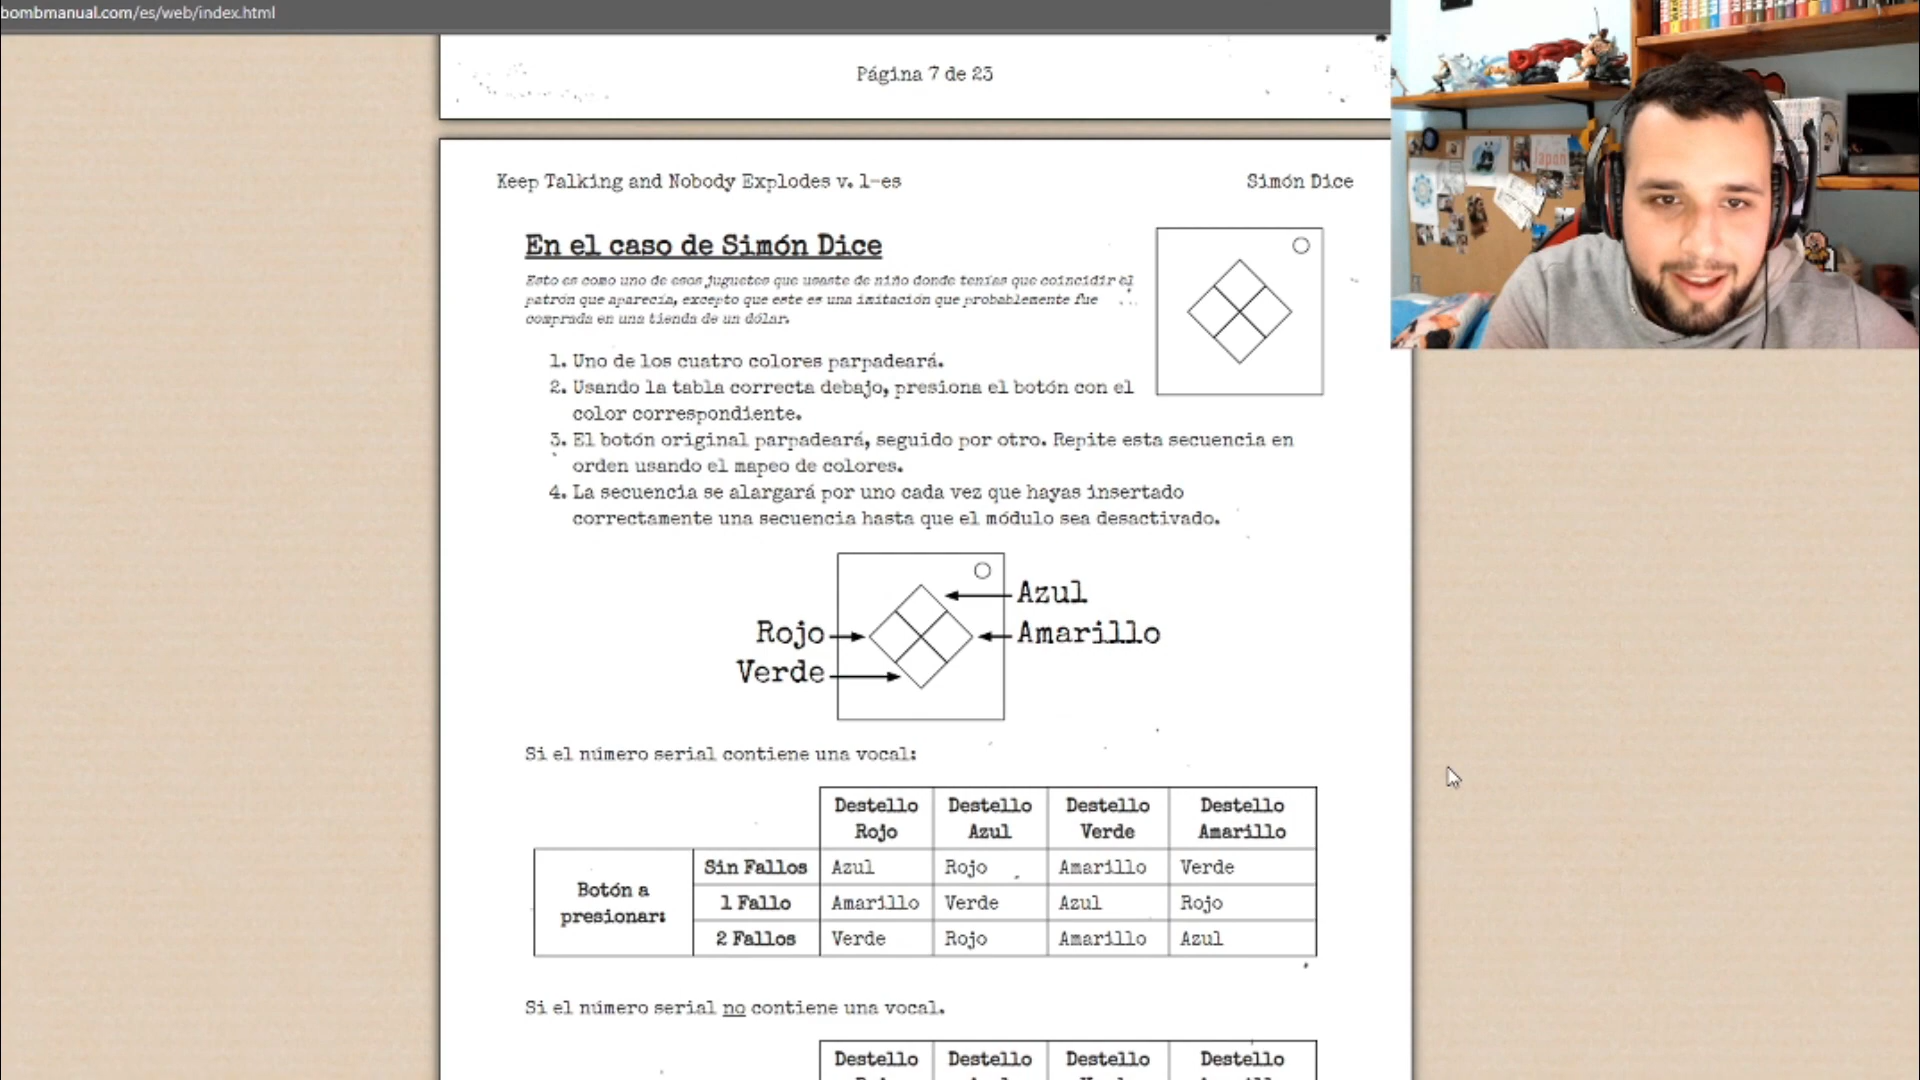 bombmanual.com/es/web/index.html
Página 7 de 23
Keep Talking and Nobody Explodes v. 1-es
Simón Dice
En el caso de Simón Dice
Esto es como uno de esos juguetes que usaste de niño donde tenías que coincidir el
patrón que aparecía, excepto que este es una imitación que probablemente fue
comprada en una tienda de un dólar.
1. Uno de los cuatro colores parpadeará.
2. Usando la tabla correcta debajo, presiona el botón con el
color correspondiente.
3. El botón original parpadeará, seguido por otro. Repite esta secuencia en
orden usando el mapeo de colores.
4. La secuencia se alargará por uno cada vez que hayas insertado
correctamente una secuencia hasta que el módulo sea desactivado.
Azul
Rojo
Amarillo
Verde
Si el número serial contiene una vocal:
Destello Rojo
Destello Azul
Destello Verde
Destello Amarillo
Botón a presionar:
Sin Fallos Azul Rojo Amarillo Verde
1 Fallo Amarillo Verde Azul Rojo
2 Fallos Verde Rojo Amarillo Azul
Si el número serial no contiene una vocal.
Destello Destello Destello Destello
Japón